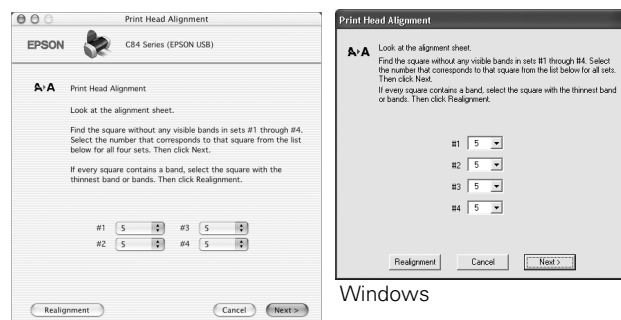 Print Head Alignment
EPSON
C84 Series (EPSON USB)
A▸A
Print Head Alignment
Look at the alignment sheet.
Find the square without any visible bands in sets #1 through #4.
Select the number that corresponds to that square from the list
below for all four sets. Then click Next.
If every square contains a band, select the square with the
thinnest band or bands. Then click Realignment.
#1 5 #3 5
#2 5 #4 5
Realignment Cancel Next >
Print Head Alignment
A▸A
Look at the alignment sheet.
Find the square without any visible bands in sets #1 through #4. Select
the number that corresponds to that square from the list below for all sets.
Then click Next.
If every square contains a band, select the square with the thinnest band
or bands. Then click Realignment.
#1 5
#2 5
#3 5
#4 5
Realignment Cancel Next >
Windows